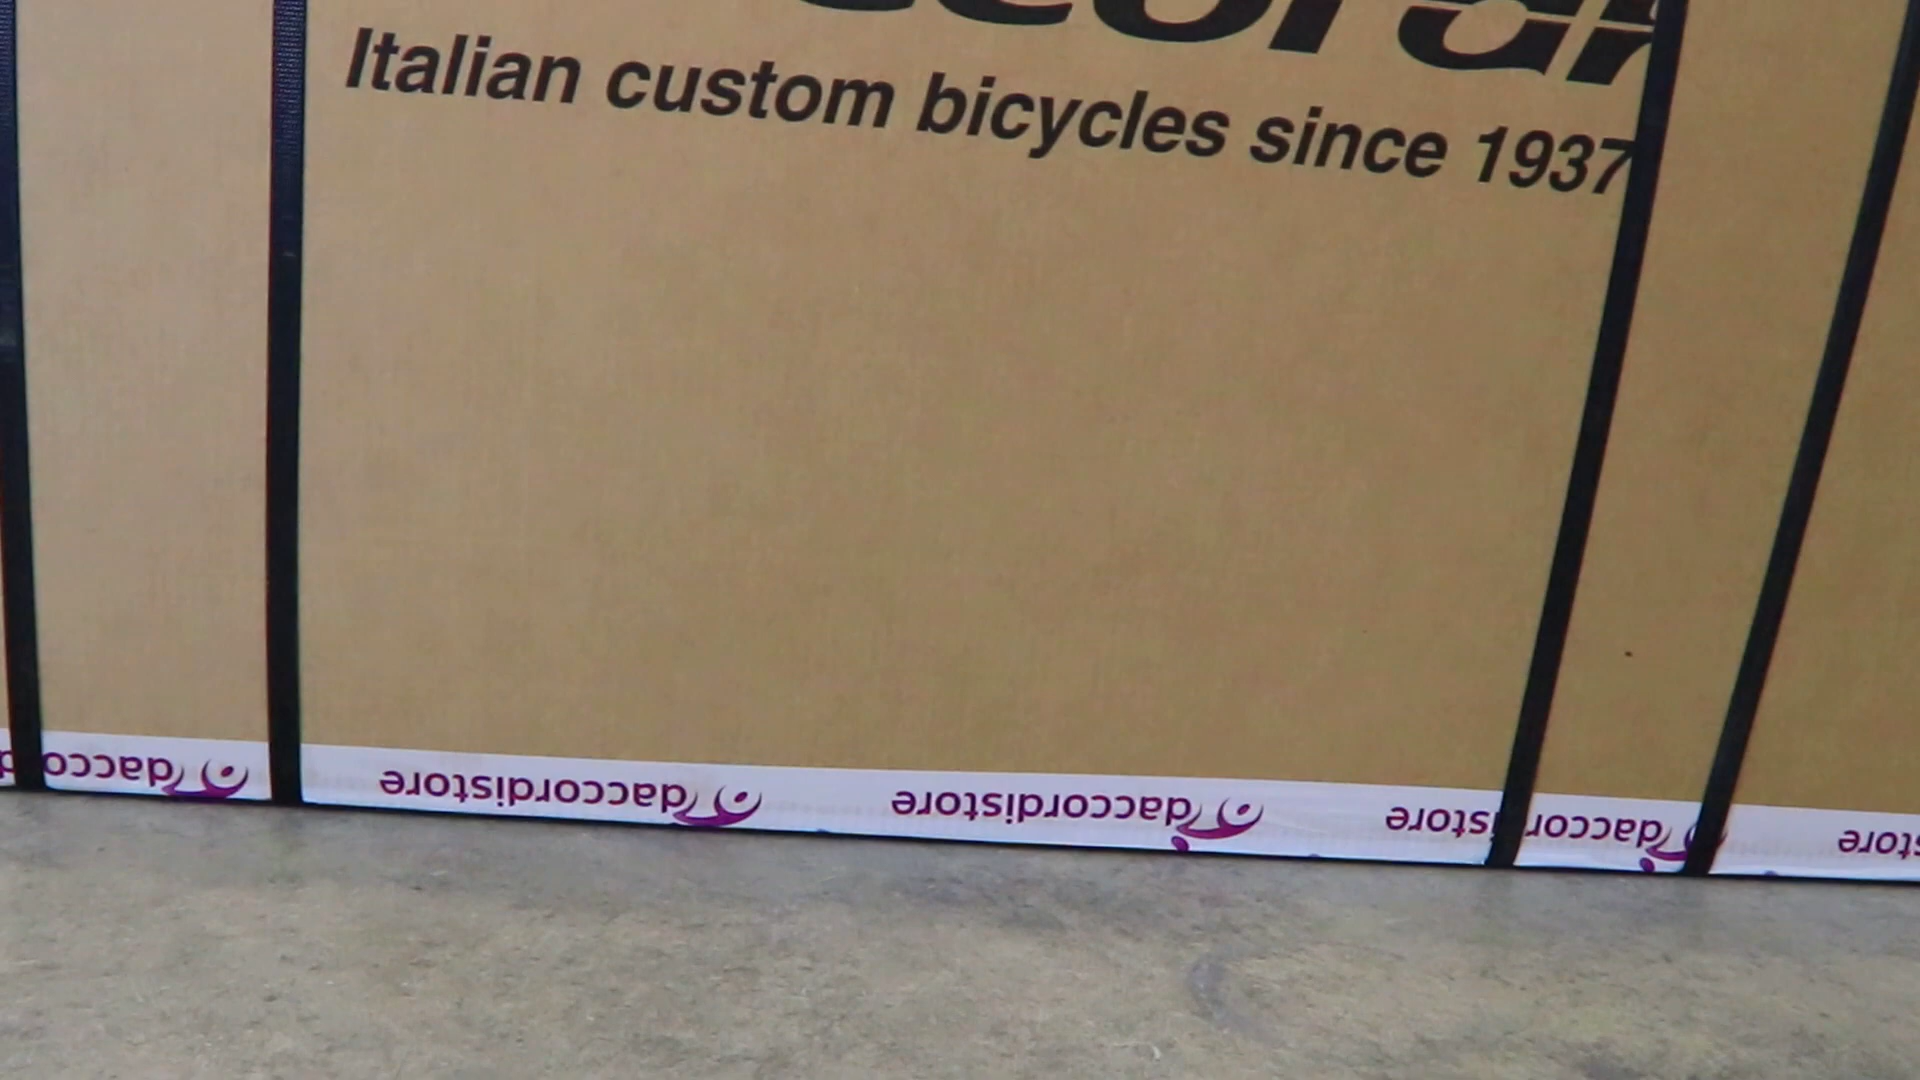 Italian custom bicycles since 1937
daccordistore daccordistore